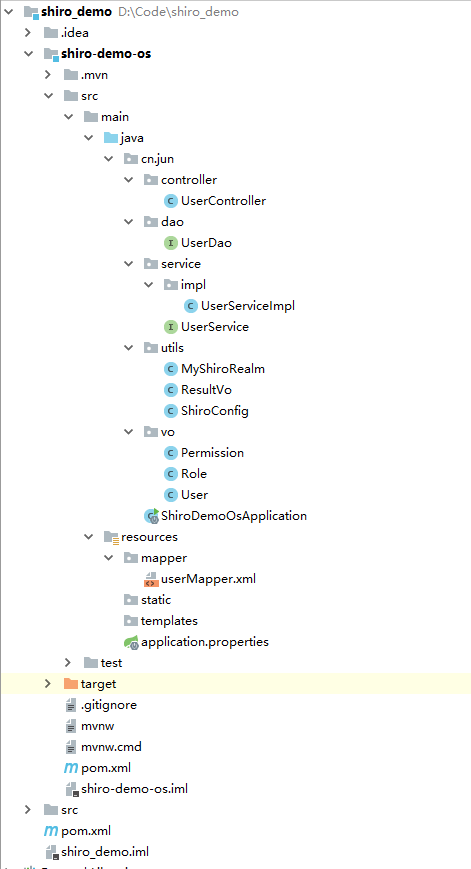 shiro_demo D:\Code\shiro_demo
.idea
shiro-demo-os
.mvn
src
main
java
cn.jun
controller
UserController
dao
UserDao
service
impl
UserServiceImpl
UserService
utils
MyShiroRealm
ResultVo
ShiroConfig
vo
Permission
Role
User
ShiroDemoOsApplication
resources
mapper
userMapper.xml
static
templates
application.properties
test
target
.gitignore
mvnw
mvnw.cmd
pom.xml
shiro-demo-os.iml
src
pom.xml
shiro_demo.iml